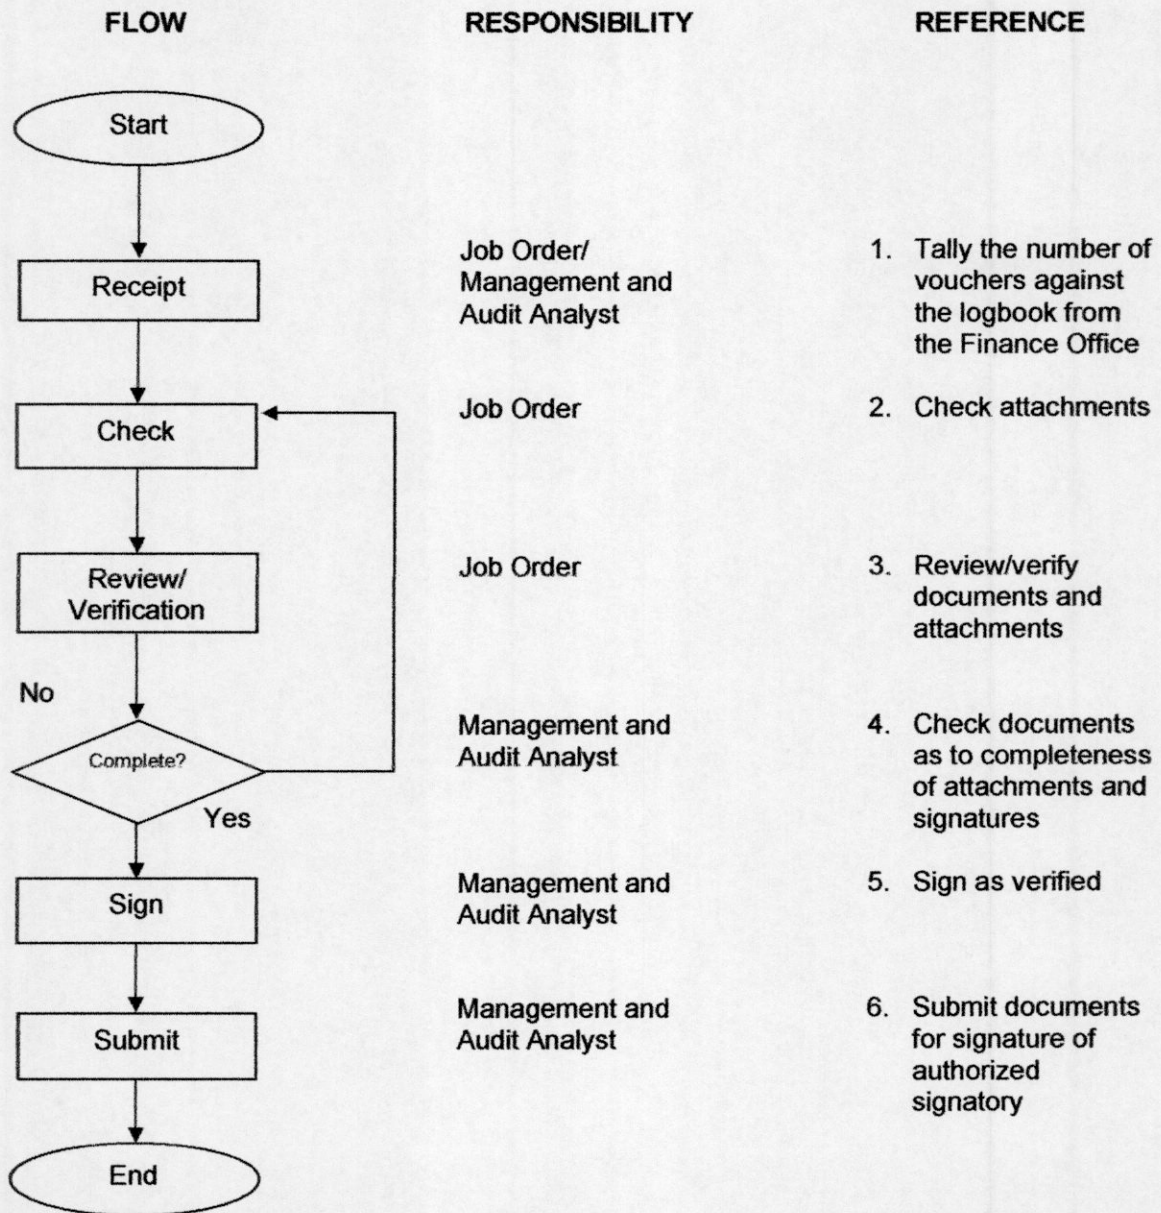 FLOW RESPONSIBILITY REFERENCE
Start
Receipt
Job Order/
Management and
Audit Analyst
1. Tally the number of
vouchers against
the logbook from
the Finance Office
Check
Job Order
2. Check attachments
Review/
Verification
Job Order
3. Review/verify
documents and
attachments
No
Complete?
Yes
Management and
Audit Analyst
4. Check documents
as to completeness
of attachments and
signatures
Sign
Management and
Audit Analyst
5. Sign as verified
Submit
Management and
Audit Analyst
6. Submit documents
for signature of
authorized
signatory
End